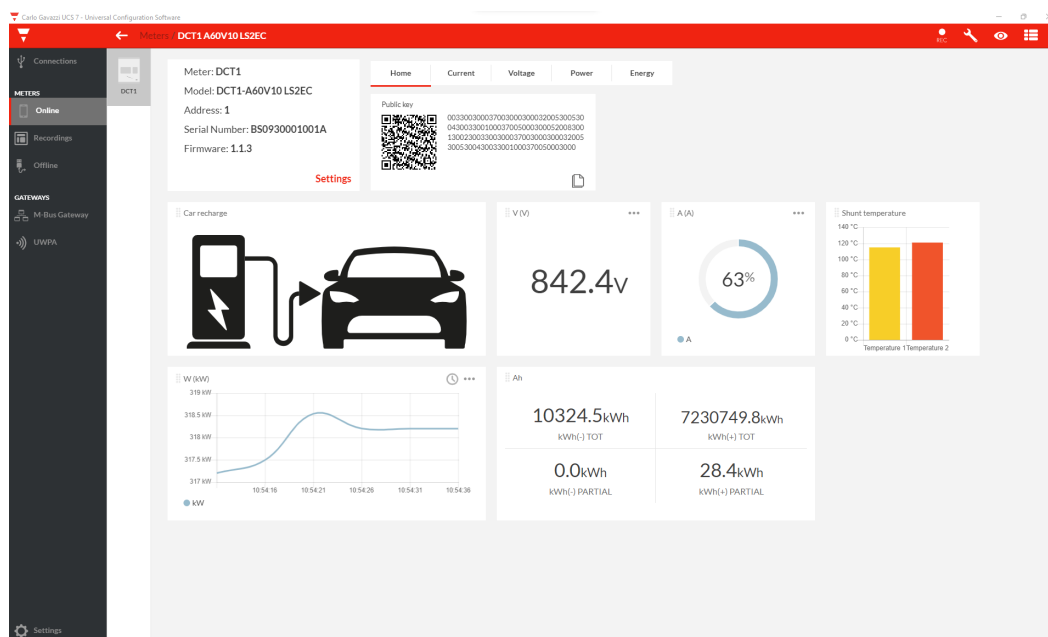 Carlo Gavazzi UCS 7 - Universal Configuration Software
Meters / DCT1 A60V10 LS2EC
REC
Connections
METERS
Online
Recordings
Offline
GATEWAYS
M-Bus Gateway
UWPA
Settings
DCT1
Meter: DCT1
Model: DCT1-A60V10 LS2EC
Address: 1
Serial Number: BS0930001001A
Firmware: 1.1.3
Settings
Home Current Voltage Power Energy
Public key
003300300037003000300032005300530
043003300100037005000300052008300
130023003300300037003000300032005
300530043003300100037005003000
Car recharge
V (V)
842.4V
A (A)
63%
A
Shunt temperature
140 °C
120 °C
100 °C
80 °C
60 °C
40 °C
20 °C
0 °C
Temperature 1 Temperature 2
W (kW)
319 kW
318.5 kW
318 kW
317.5 kW
317 kW
10:54:16 10:54:21 10:54:26 10:54:31 10:54:36
kW
Ah
10324.5kWh
kWh(-) TOT
7230749.8kWh
kWh(+) TOT
0.0kWh
kWh(-) PARTIAL
28.4kWh
kWh(+) PARTIAL